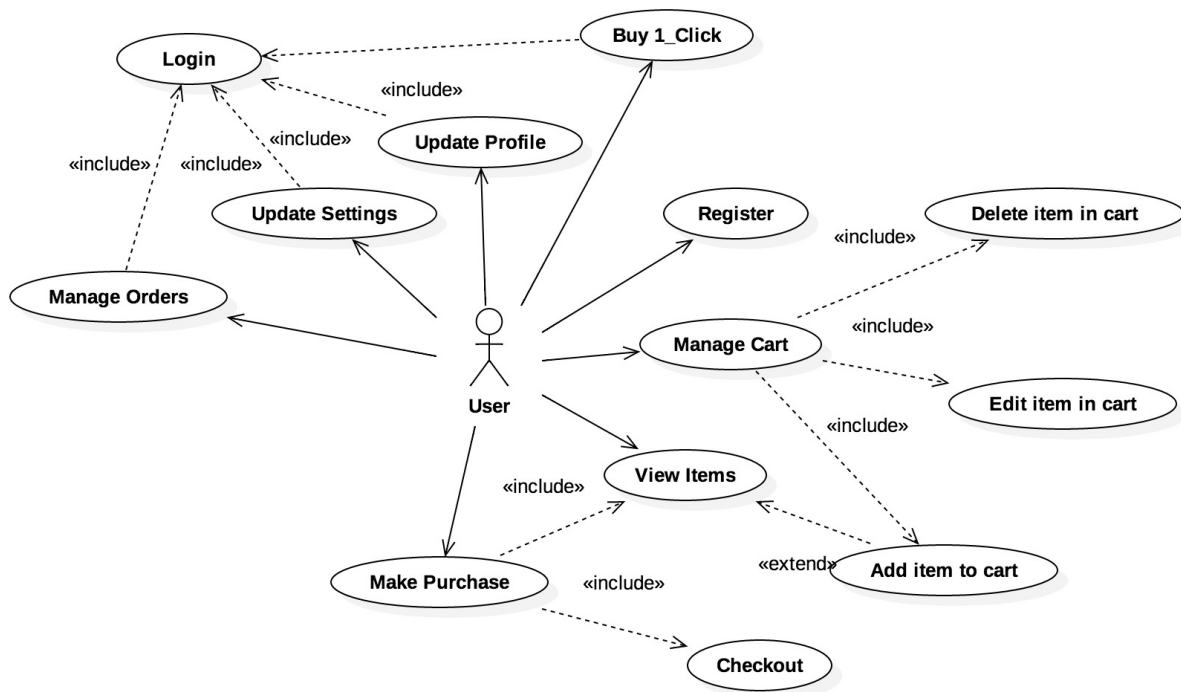 Buy 1_Click
Login
«include»
Update Profile
«include»
«include»
«include»
Update Settings
Register
Delete item in cart
«include»
Manage Orders
«include»
Manage Cart
User
Edit item in cart
«include»
View Items
«include»
«extend»
Add item to cart
Make Purchase
«include»
Checkout